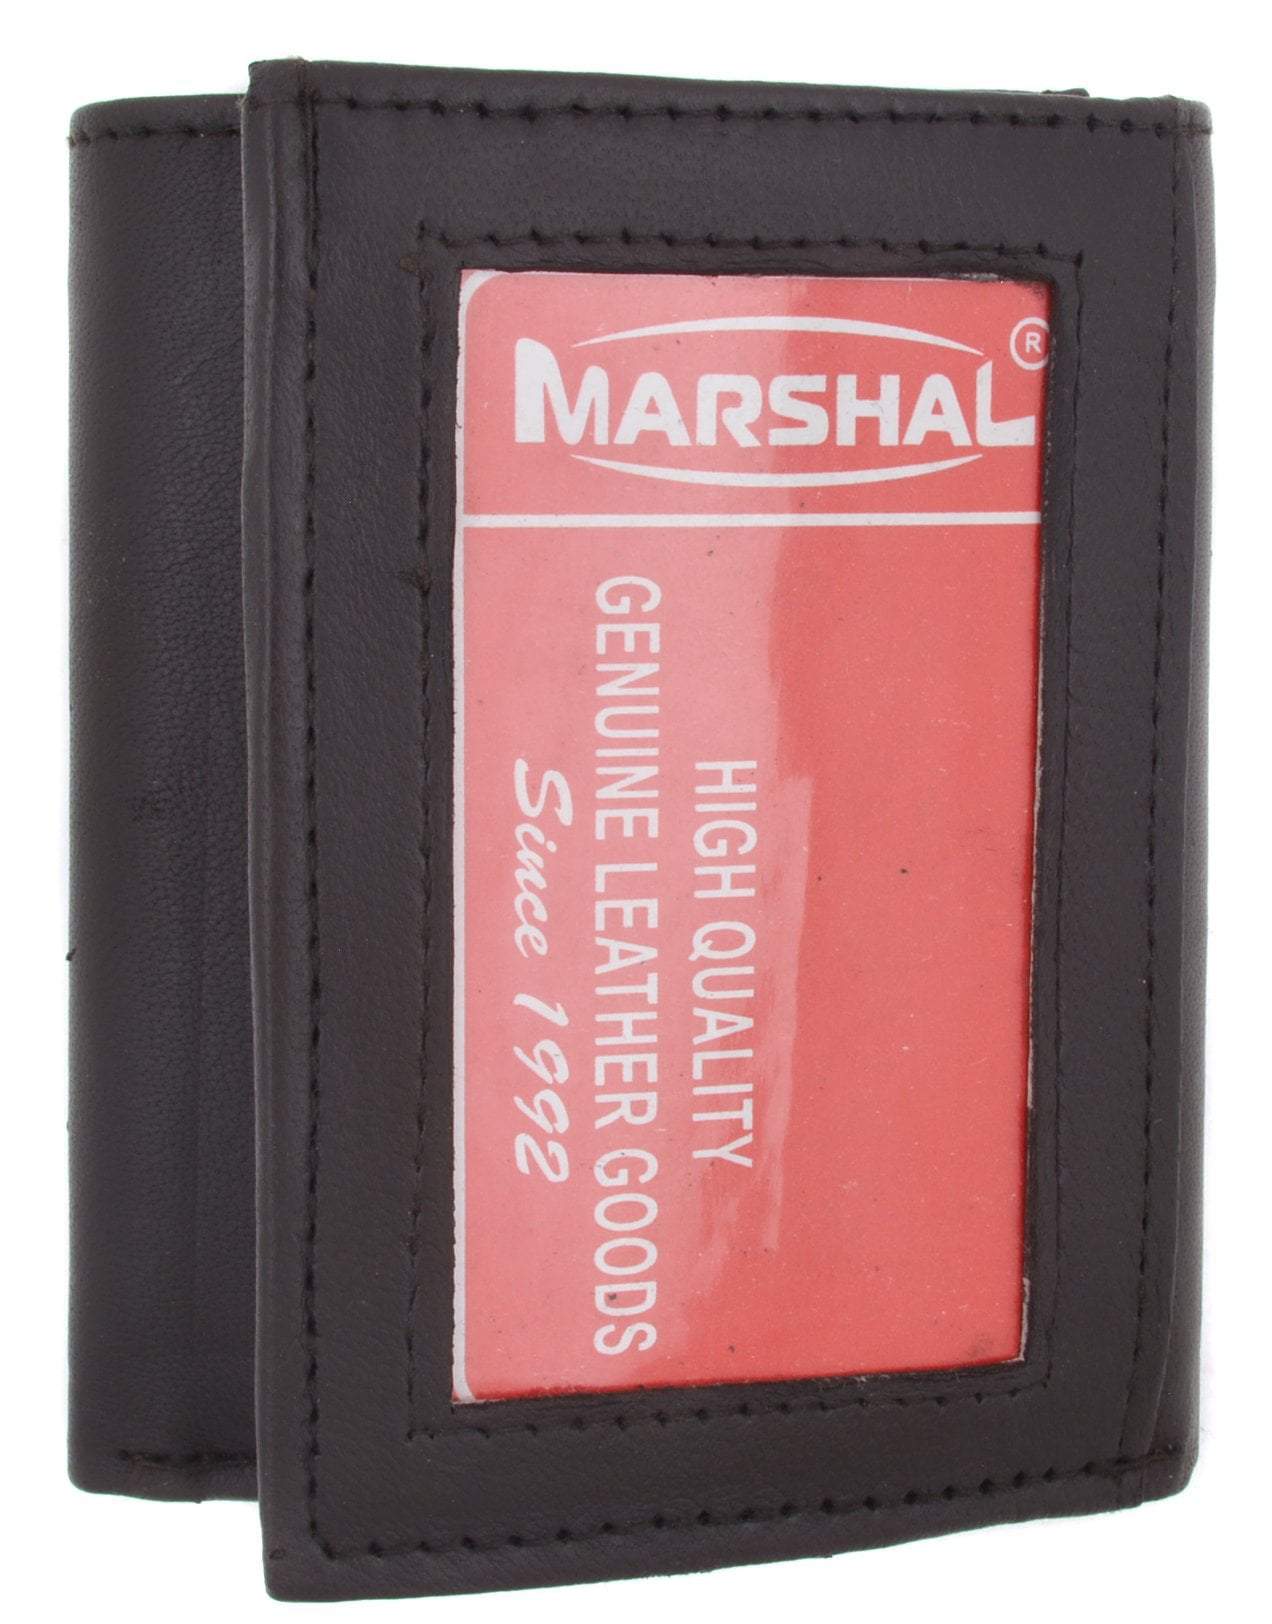 MARSHAL ®
HIGH QUALITY
GENUINE LEATHER GOODS
Since 1992